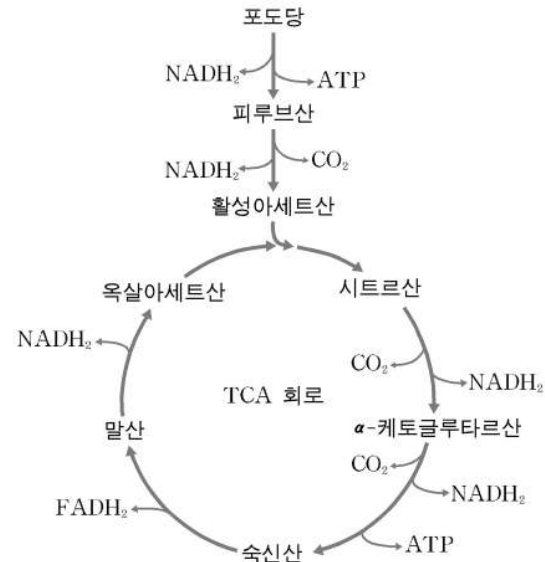 포도당
NADH₂
ATP
피루브산
NADH₂
CO₂
활성아세트산
옥살아세트산
시트르산
NADH₂
CO₂
NADH₂
TCA 회로
말산
α-케토글루타르산
CO₂
NADH₂
FADH₂
ATP
숙신산